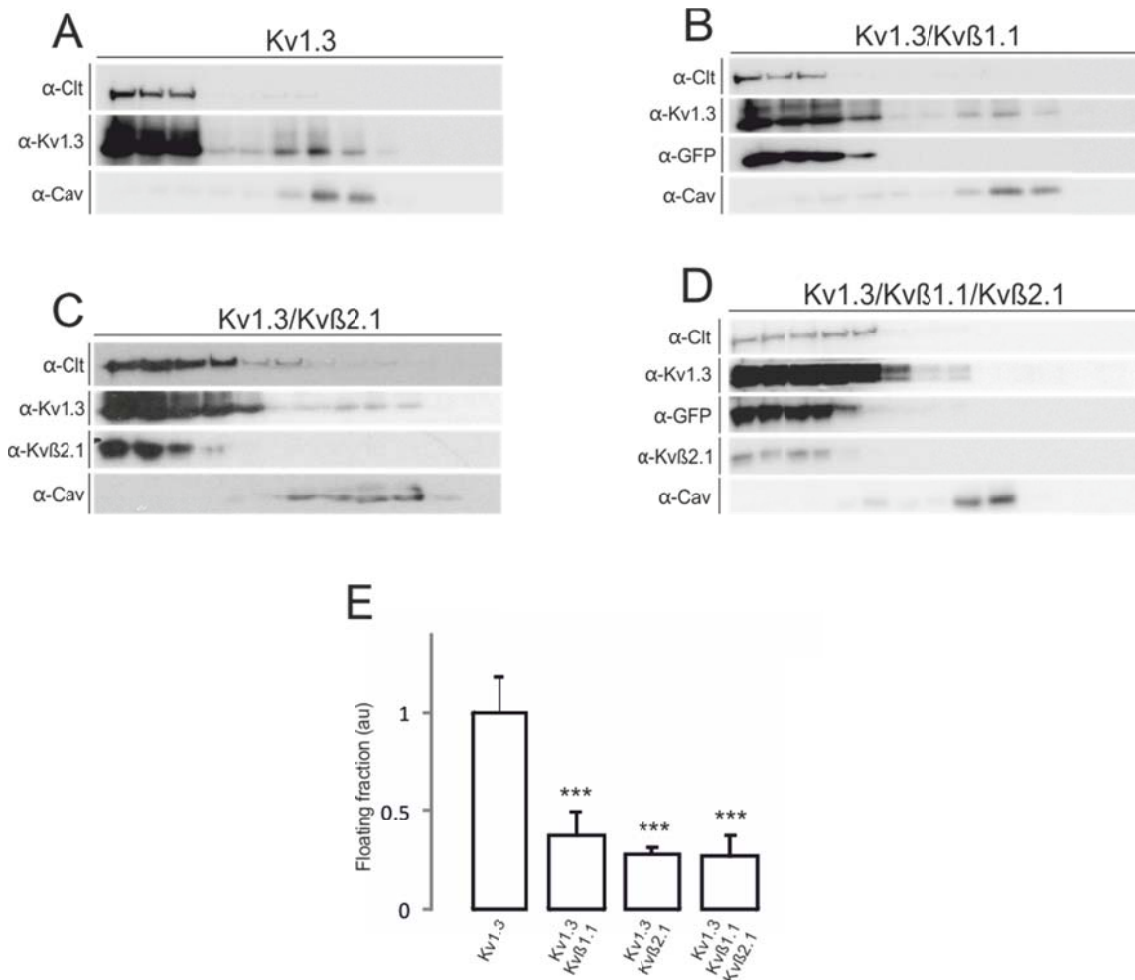 A
Kv1.3
α-Clt
α-Kv1.3
α-Cav
B
Kv1.3/Kvß1.1
α-Clt
α-Kv1.3
α-GFP
α-Cav
C
Kv1.3/Kvß2.1
α-Clt
α-Kv1.3
α-Kvß2.1
α-Cav
D
Kv1.3/Kvß1.1/Kvß2.1
α-Clt
α-Kv1.3
α-GFP
α-Kvß2.1
α-Cav
E
Floating fraction (au)
1
0.5
0
***
***
***
Kv1.3
Kv1.3
Kvß1.1
Kv1.3
Kvß2.1
Kv1.3
Kvß1.1
Kvß2.1